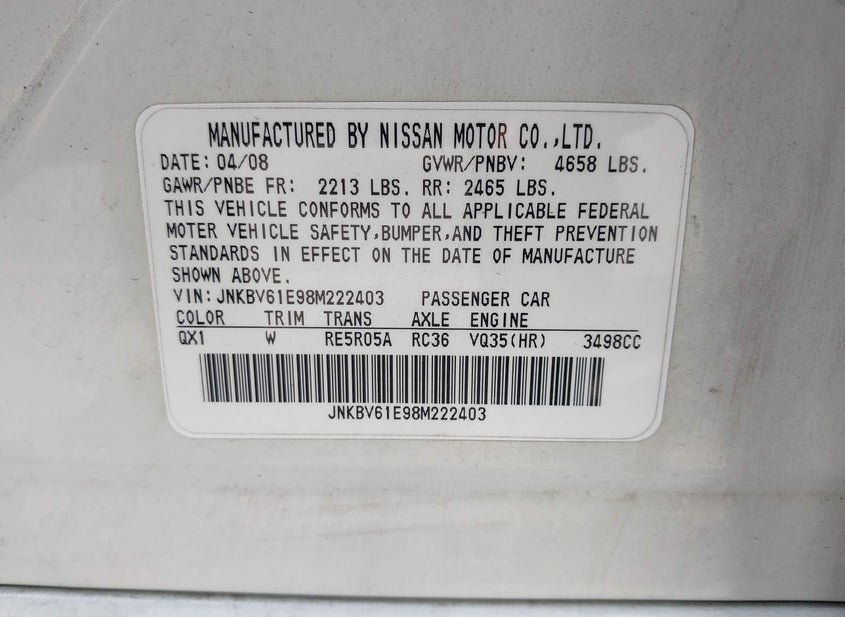 MANUFACTURED BY NISSAN MOTOR CO.,LTD.
DATE: 04/08 GVWR/PNBV: 4658 LBS.
GAWR/PNBE FR: 2213 LBS. RR: 2465 LBS.
THIS VEHICLE CONFORMS TO ALL APPLICABLE FEDERAL
MOTER VEHICLE SAFETY,BUMPER,AND THEFT PREVENTION
STANDARDS IN EFFECT ON THE DATE OF MANUFACTURE
SHOWN ABOVE.
VIN: JNKBV61E98M222403 PASSENGER CAR
COLOR TRIM TRANS AXLE ENGINE
QX1 W RE5R05A RC36 VQ35(HR) 3498CC
JNKBV61E98M222403